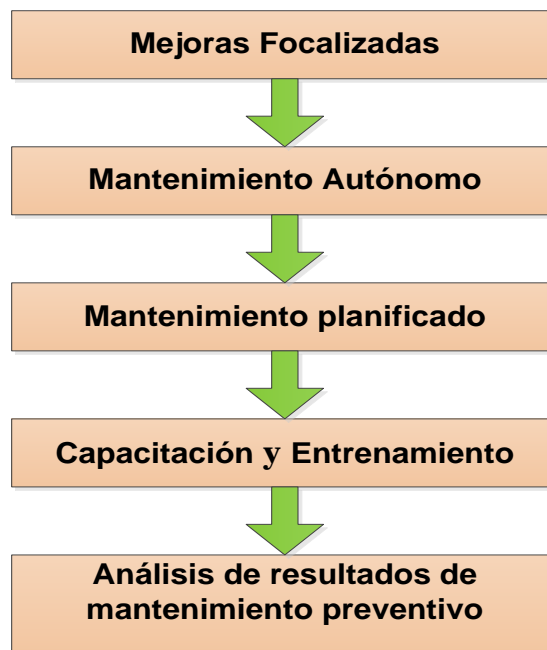 Mejoras Focalizadas
Mantenimiento Autónomo
Mantenimiento planificado
Capacitación y Entrenamiento
Análisis de resultados de
mantenimiento preventivo